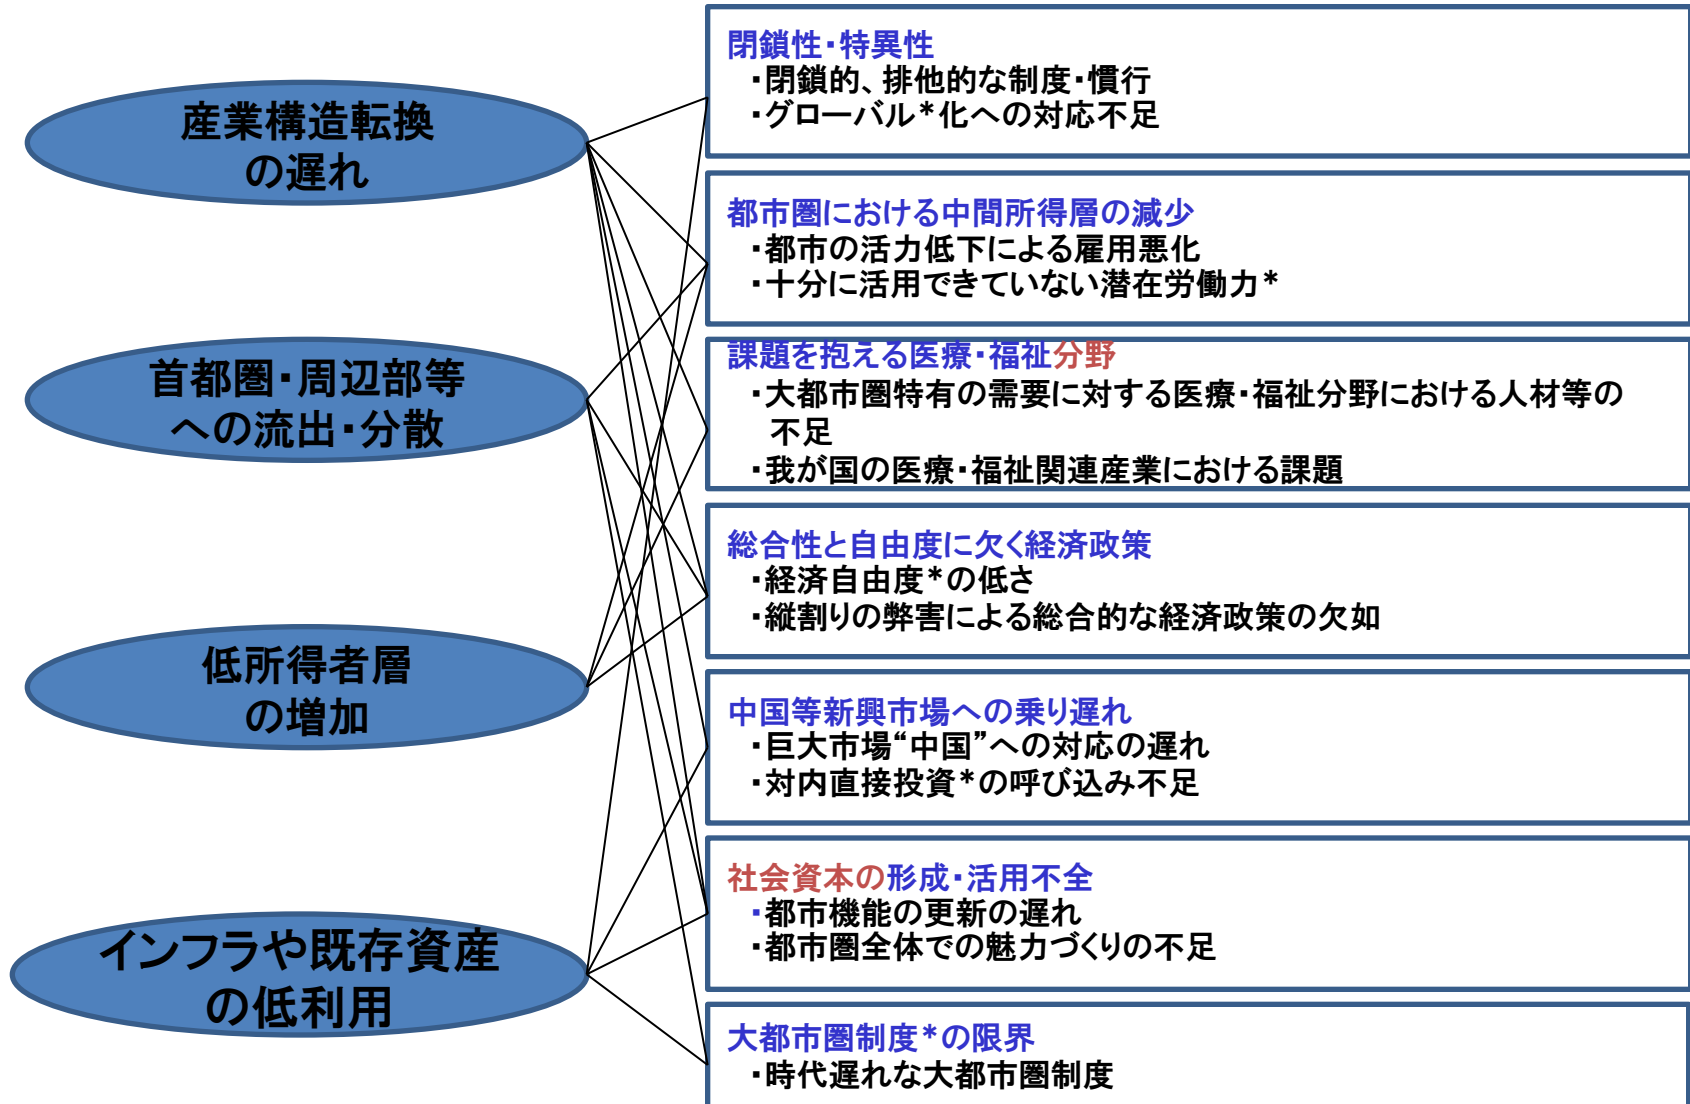 産業構造転換
の遅れ
首都圏・周辺部等
への流出・分散
低所得者層
の増加
インフラや既存資産
の低利用
閉鎖性・特異性
・閉鎖的、排他的な制度・慣行
・グローバル*化への対応不足
都市圏における中間所得層の減少
・都市の活力低下による雇用悪化
・十分に活用できていない潜在労働力*
課題を抱える医療・福祉分野
・大都市圏特有の需要に対する医療・福祉分野における人材等の
不足
・我が国の医療・福祉関連産業における課題
総合性と自由度に欠く経済政策
・経済自由度*の低さ
・縦割りの弊害による総合的な経済政策の欠如
中国等新興市場への乗り遅れ
・巨大市場“中国”への対応の遅れ
・対内直接投資*の呼び込み不足
社会資本の形成・活用不全
・都市機能の更新の遅れ
・都市圏全体での魅力づくりの不足
大都市圏制度*の限界
・時代遅れな大都市圏制度